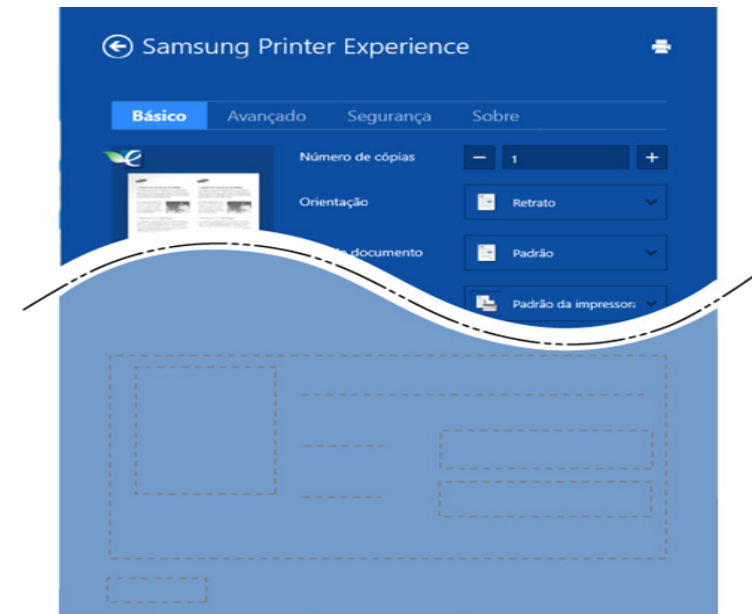 Samsung Printer Experience
Básico Avançado Segurança Sobre
Número de cópias 1
Orientação Retrato
documento Padrão
Padrão da impressor